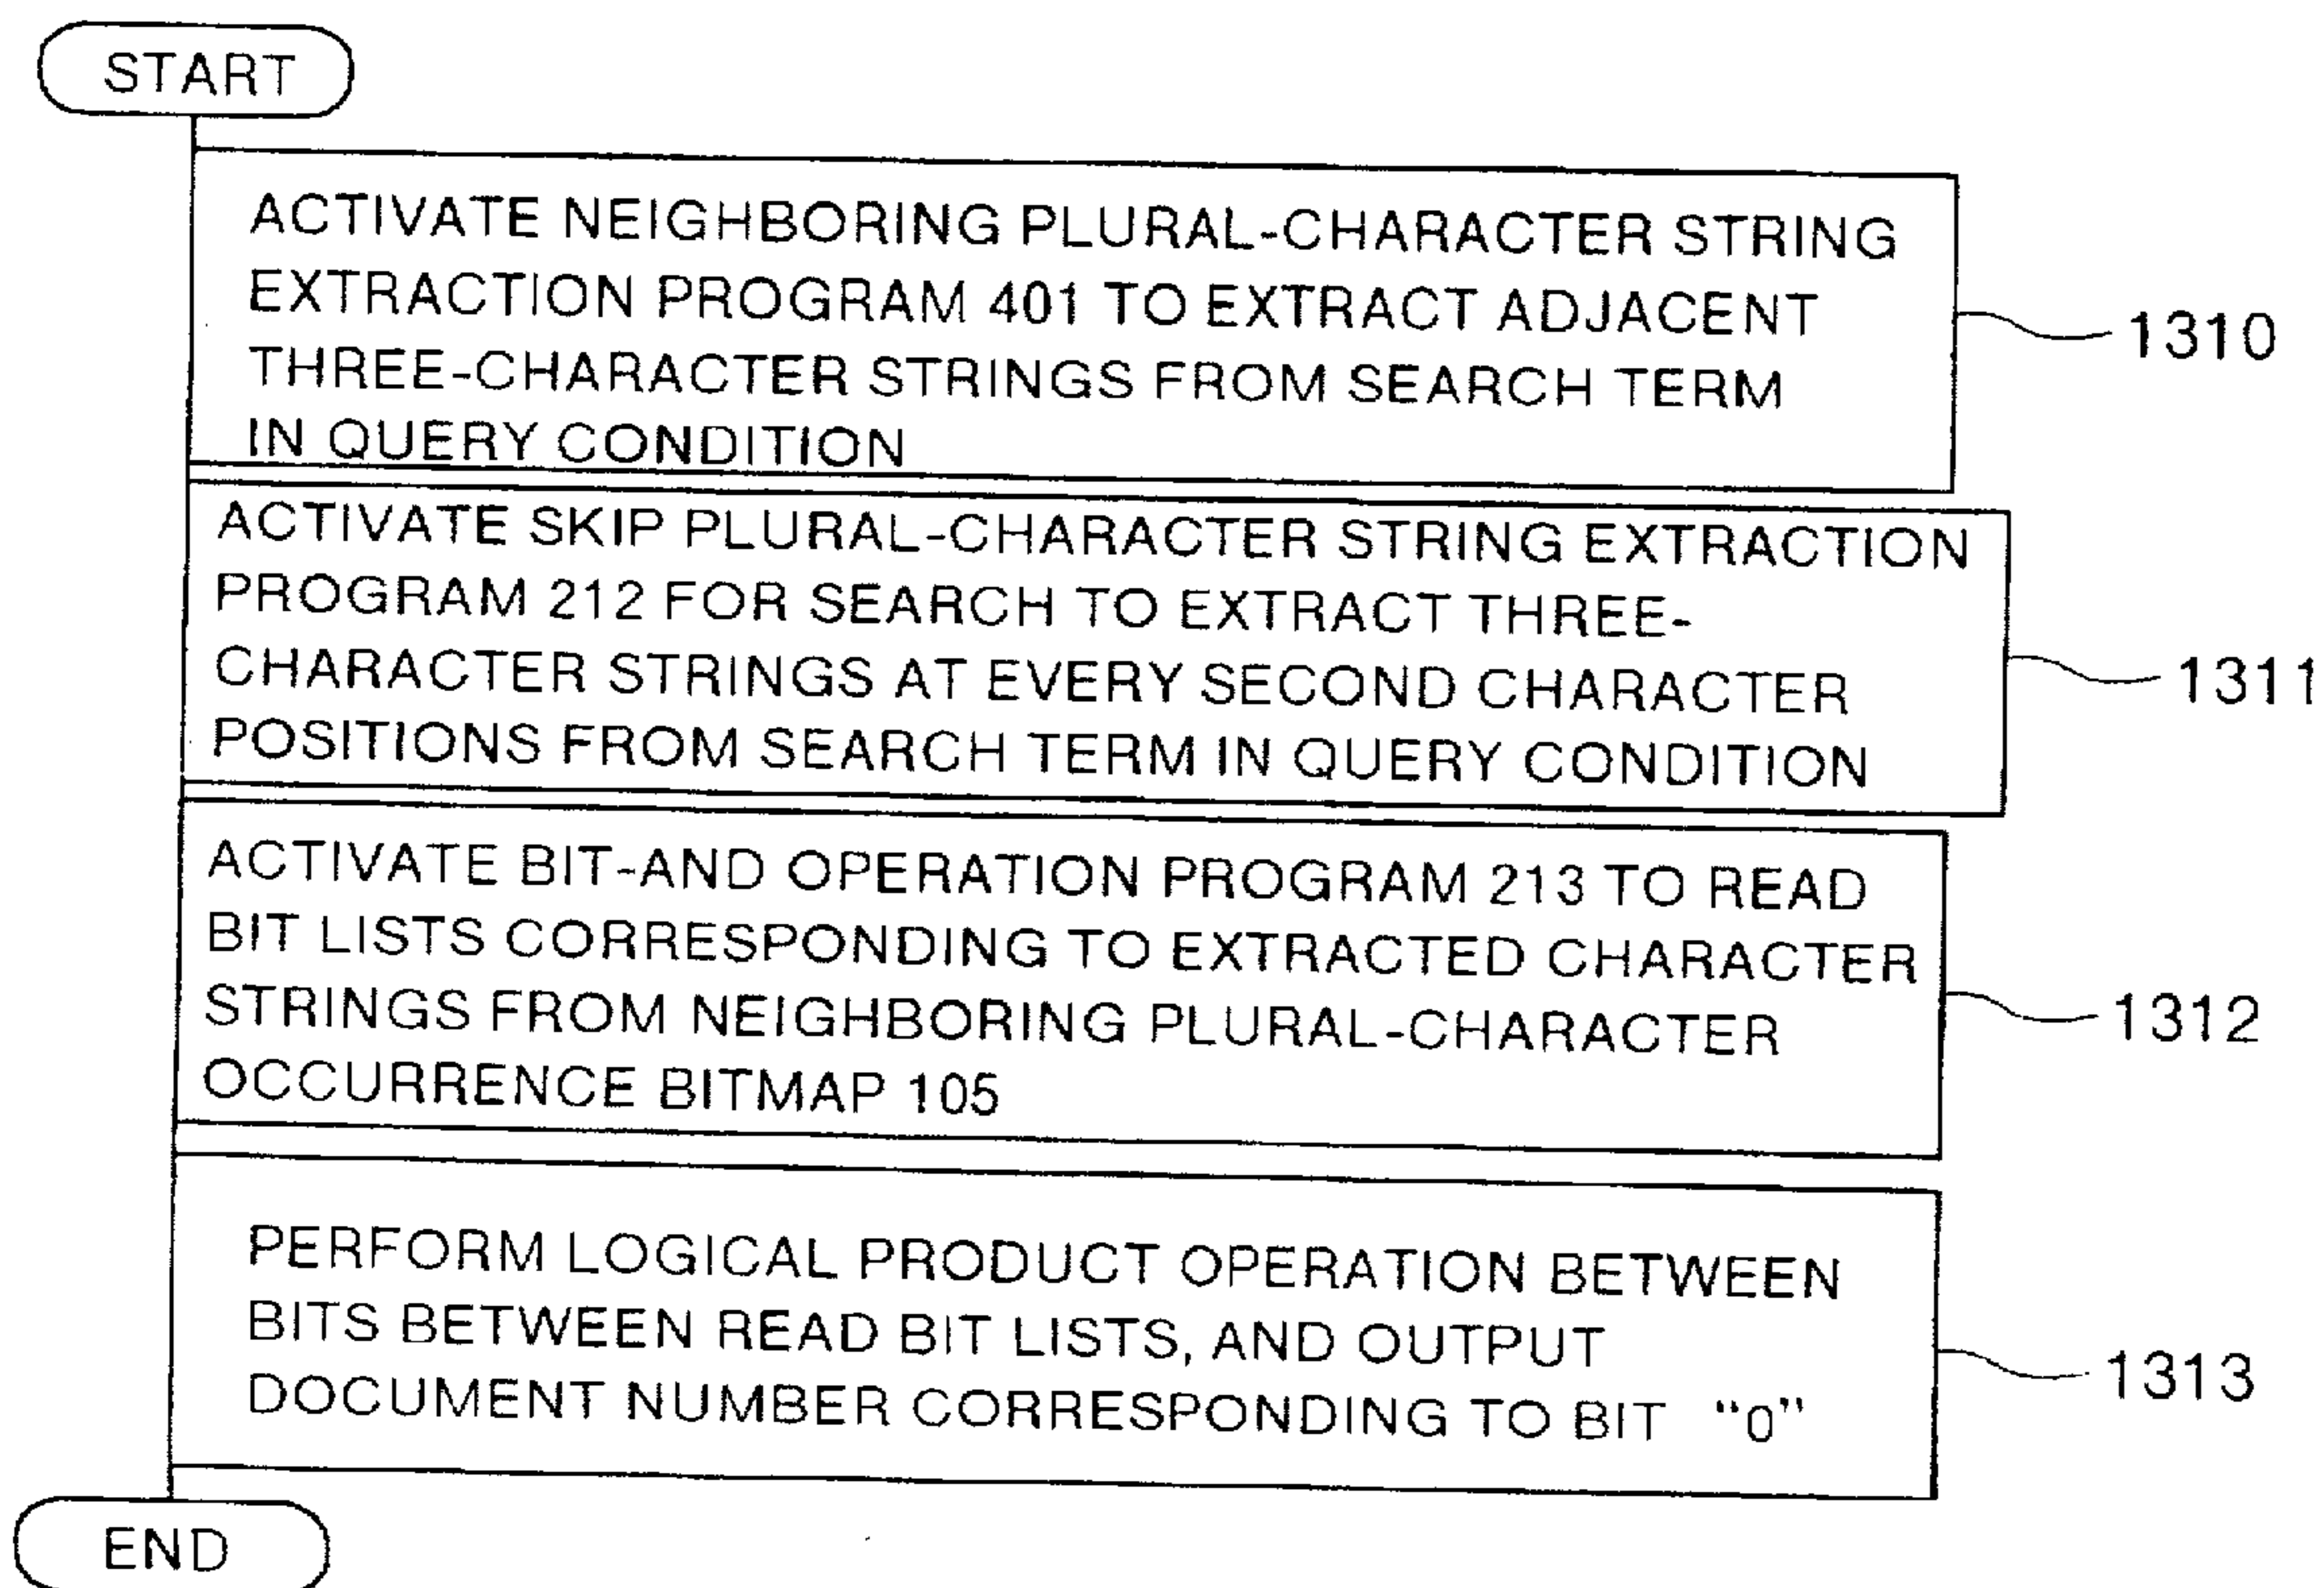 START
ACTIVATE NEIGHBORING PLURAL-CHARACTER STRING
EXTRACTION PROGRAM 401 TO EXTRACT ADJACENT
THREE-CHARACTER STRINGS FROM SEARCH TERM
IN QUERY CONDITION
1310
ACTIVATE SKIP PLURAL-CHARACTER STRING EXTRACTION
PROGRAM 212 FOR SEARCH TO EXTRACT THREE-
CHARACTER STRINGS AT EVERY SECOND CHARACTER
POSITIONS FROM SEARCH TERM IN QUERY CONDITION
1311
ACTIVATE BIT-AND OPERATION PROGRAM 213 TO READ
BIT LISTS CORRESPONDING TO EXTRACTED CHARACTER
STRINGS FROM NEIGHBORING PLURAL-CHARACTER
OCCURRENCE BITMAP 105
1312
PERFORM LOGICAL PRODUCT OPERATION BETWEEN
BITS BETWEEN READ BIT LISTS, AND OUTPUT
DOCUMENT NUMBER CORRESPONDING TO BIT “0”
1313
END